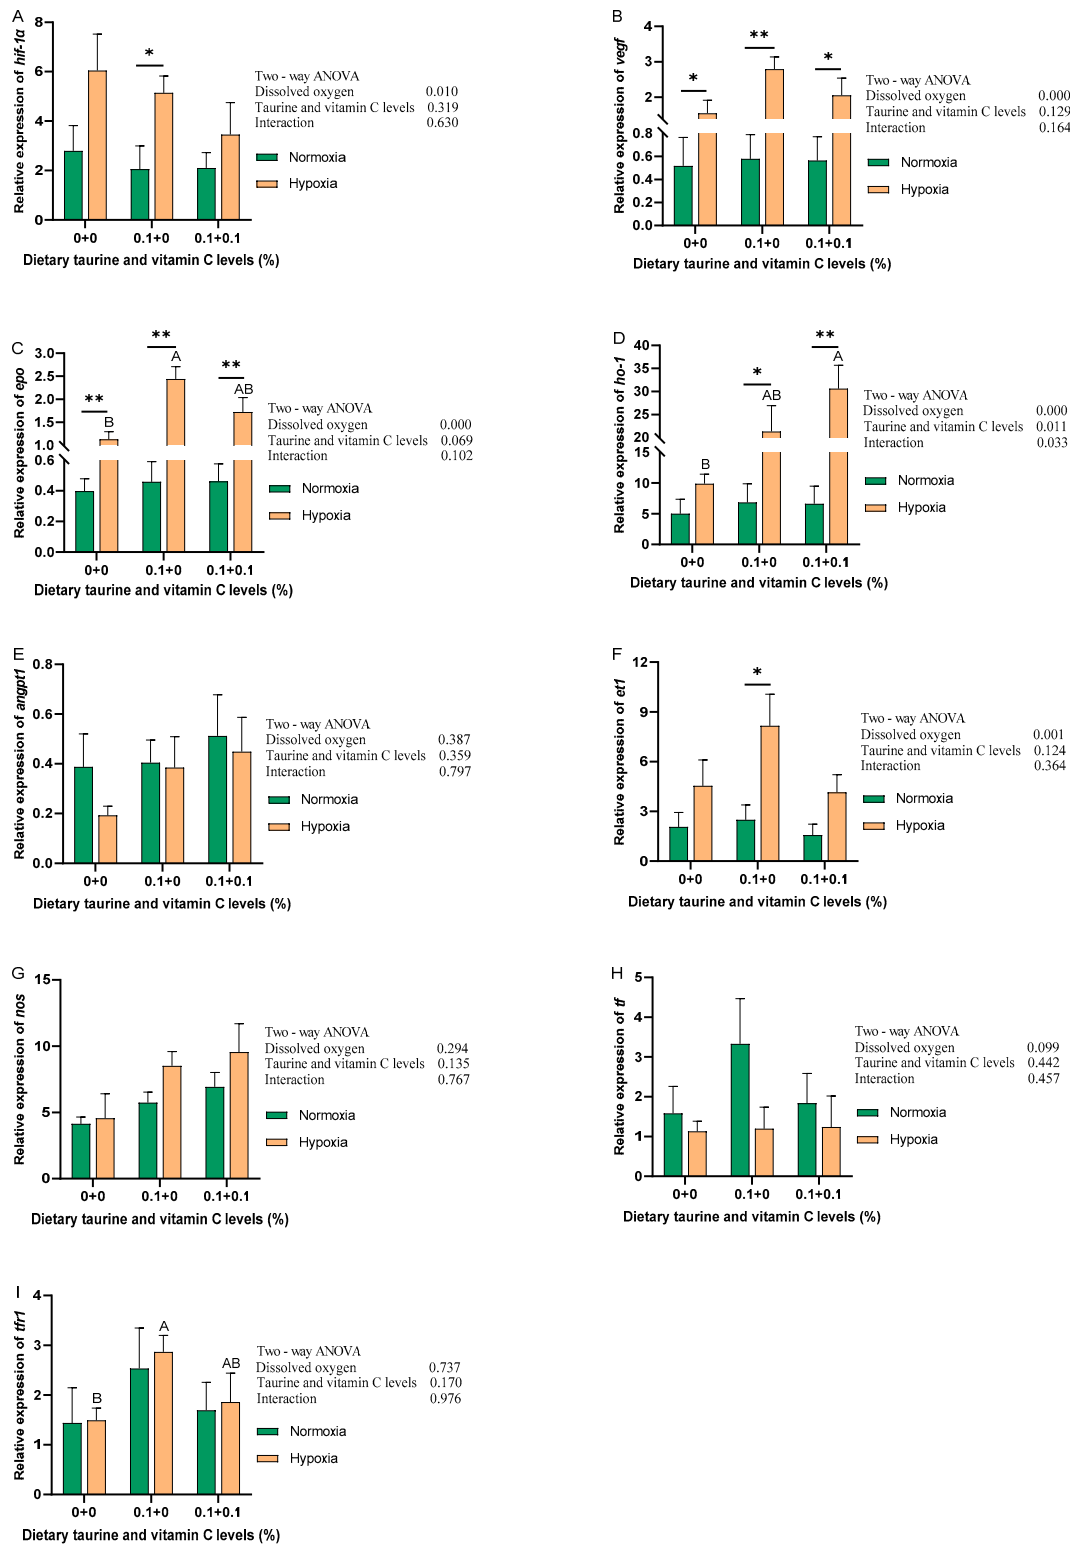 A
Relative expression of hif-1α
8
6
4
2
0
*
0+0
0.1+0
0.1+0.1
Dietary taurine and vitamin C levels (%)
Two - way ANOVA
Dissolved oxygen 0.010
Taurine and vitamin C levels 0.319
Interaction 0.630
Normoxia
Hypoxia
B
Relative expression of vegf
4
3
2
0.8
0.6
0.4
0.2
0.0
*
**
*
0+0
0.1+0
0.1+0.1
Dietary taurine and vitamin C levels (%)
Two - way ANOVA
Dissolved oxygen 0.000
Taurine and vitamin C levels 0.129
Interaction 0.164
Normoxia
Hypoxia
C
Relative expression of epo
3.0
2.5
2.0
1.5
1.0
0.6
0.4
0.2
0.0
**
B
**
A
**
AB
0+0
0.1+0
0.1+0.1
Dietary taurine and vitamin C levels (%)
Two - way ANOVA
Dissolved oxygen 0.000
Taurine and vitamin C levels 0.069
Interaction 0.102
Normoxia
Hypoxia
D
Relative expression of ho-1
40
35
30
25
20
15
10
5
0
B
*
AB
**
A
0+0
0.1+0
0.1+0.1
Dietary taurine and vitamin C levels (%)
Two - way ANOVA
Dissolved oxygen 0.000
Taurine and vitamin C levels 0.011
Interaction 0.033
Normoxia
Hypoxia
E
Relative expression of angpt1
0.8
0.6
0.4
0.2
0.0
0+0
0.1+0
0.1+0.1
Dietary taurine and vitamin C levels (%)
Two - way ANOVA
Dissolved oxygen 0.387
Taurine and vitamin C levels 0.359
Interaction 0.797
Normoxia
Hypoxia
F
Relative expression of et1
12
9
6
3
0
*
0+0
0.1+0
0.1+0.1
Dietary taurine and vitamin C levels (%)
Two - way ANOVA
Dissolved oxygen 0.001
Taurine and vitamin C levels 0.124
Interaction 0.364
Normoxia
Hypoxia
G
Relative expression of nos
15
10
5
0
0+0
0.1+0
0.1+0.1
Dietary taurine and vitamin C levels (%)
Two - way ANOVA
Dissolved oxygen 0.294
Taurine and vitamin C levels 0.135
Interaction 0.767
Normoxia
Hypoxia
H
Relative expression of tf
5
4
3
2
1
0
0+0
0.1+0
0.1+0.1
Dietary taurine and vitamin C levels (%)
Two - way ANOVA
Dissolved oxygen 0.099
Taurine and vitamin C levels 0.442
Interaction 0.457
Normoxia
Hypoxia
I
Relative expression of tfr1
4
3
2
1
0
B
A
AB
0+0
0.1+0
0.1+0.1
Dietary taurine and vitamin C levels (%)
Two - way ANOVA
Dissolved oxygen 0.737
Taurine and vitamin C levels 0.170
Interaction 0.976
Normoxia
Hypoxia